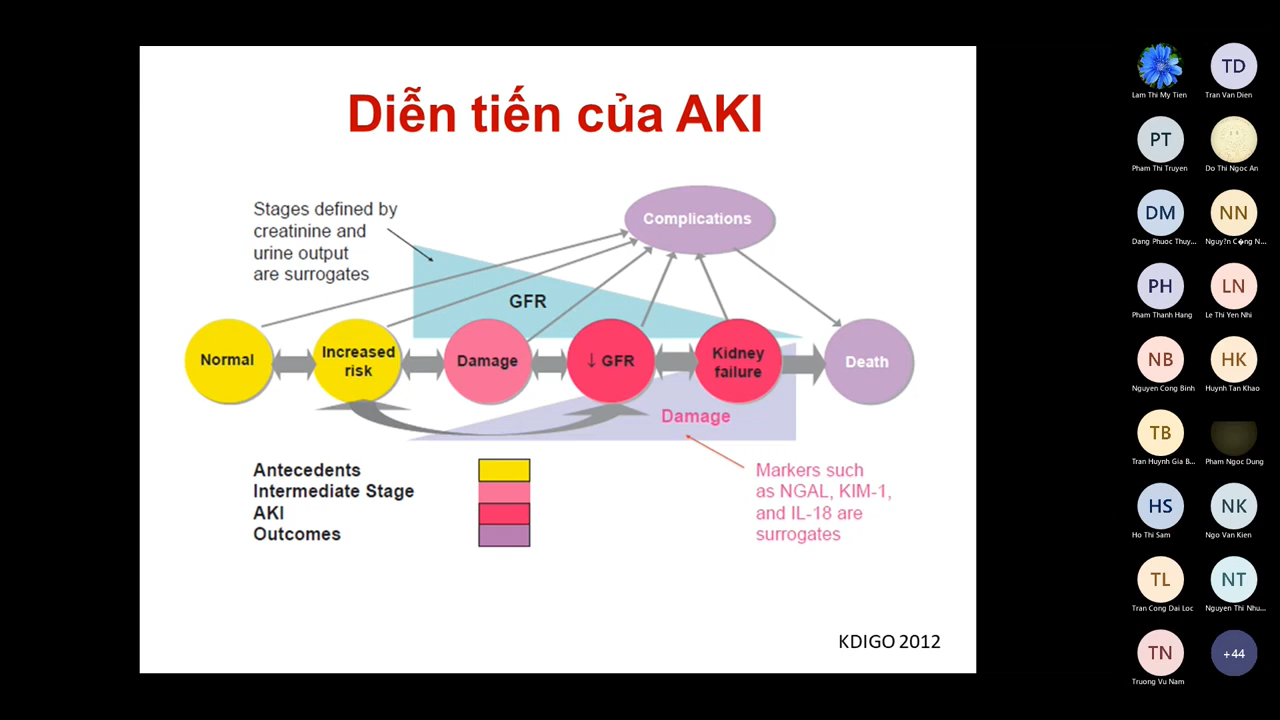 Diễn tiến của AKI
Stages defined by
creatinine and
urine output
are surrogates
Complications
GFR
Normal
Increased
risk
Damage
↓ GFR
Kidney
failure
Death
Damage
Antecedents
Intermediate Stage
AKI
Outcomes
Markers such
as NGAL, KIM-1,
and IL-18 are
surrogates
KDIGO 2012
Lam Thi My Tien
TD
Tran Van Dien
PT
Pham Thi Truyen
Do Thi Ngoc An
DM
Dang Phuoc Thuy...
NN
Nguy?n C�ng N...
PH
Pham Thanh Hang
LN
Le Thi Yen Nhi
NB
Nguyen Cong Binh
HK
Huynh Tan Khao
TB
Tran Huynh Gia B...
Pham Ngoc Dung
HS
Ho Thi Sam
NK
Ngo Van Kien
TL
Tran Cong Dai Loc
NT
Nguyen Thi Nhu...
TN
Truong Vu Nam
+44